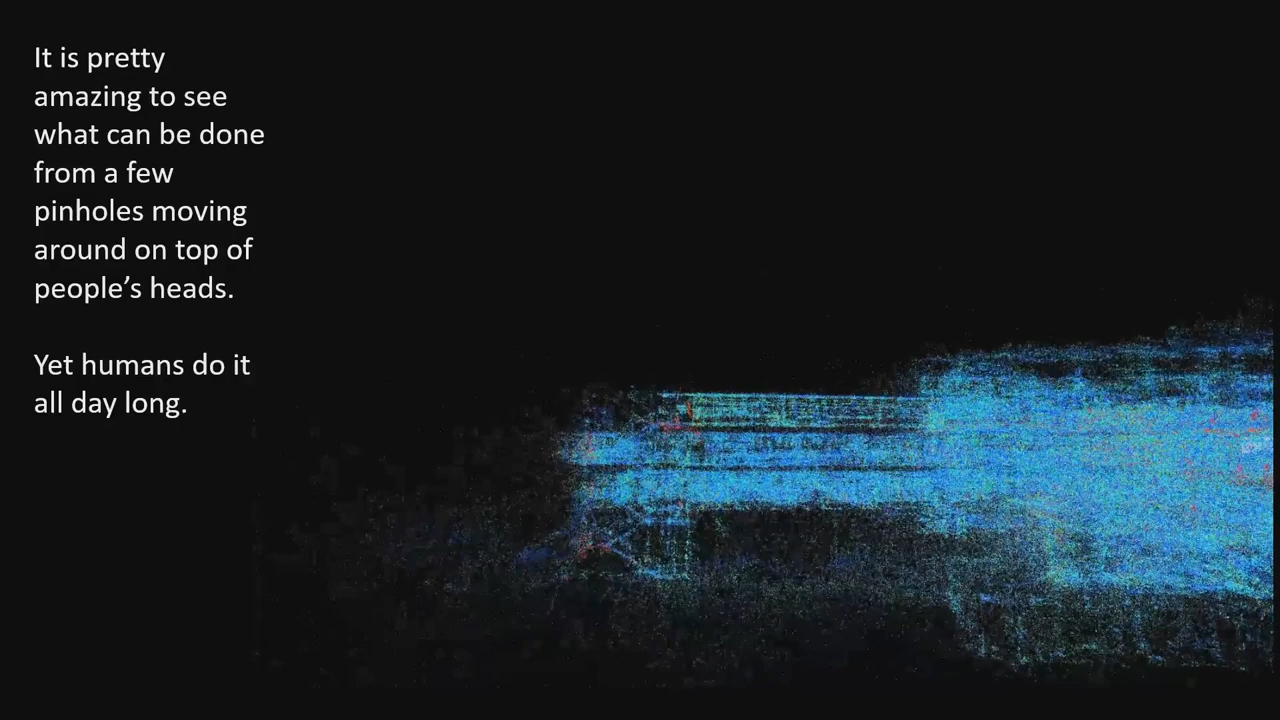 It is pretty
amazing to see
what can be done
from a few
pinholes moving
around on top of
people’s heads.
Yet humans do it
all day long.